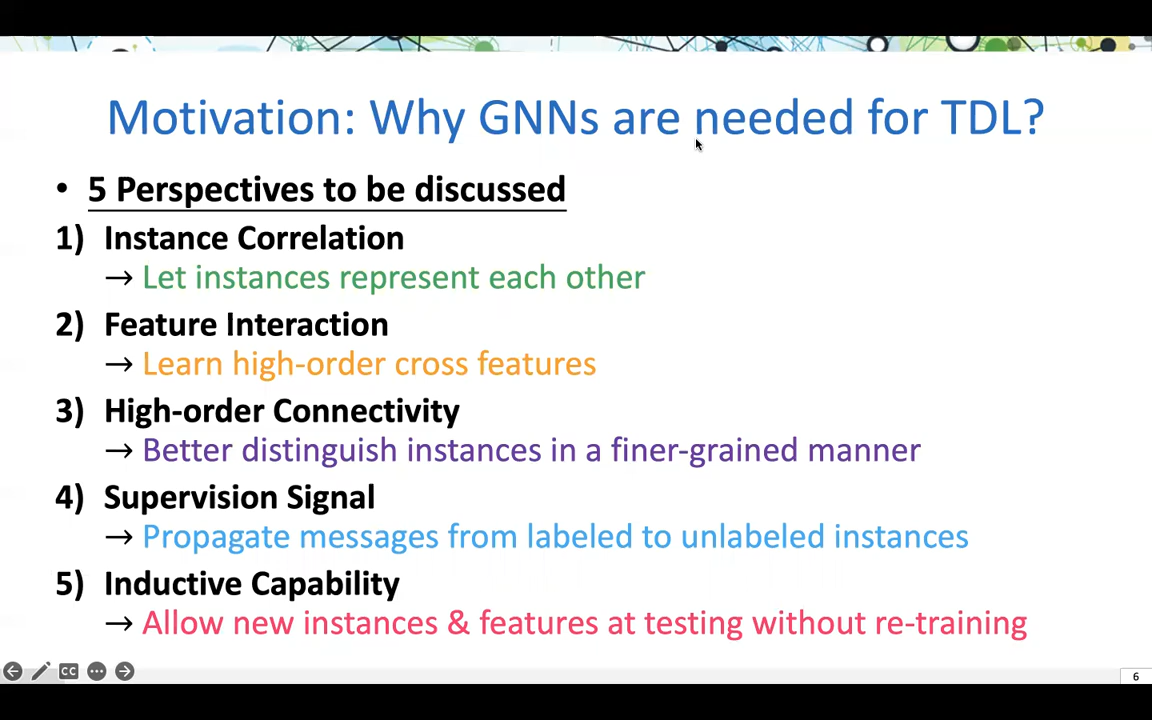 Motivation: Why GNNs are needed for TDL?
• 5 Perspectives to be discussed
1) Instance Correlation
→ Let instances represent each other
2) Feature Interaction
→ Learn high-order cross features
3) High-order Connectivity
→ Better distinguish instances in a finer-grained manner
4) Supervision Signal
→ Propagate messages from labeled to unlabeled instances
5) Inductive Capability
→ Allow new instances & features at testing without re-training
CC
6